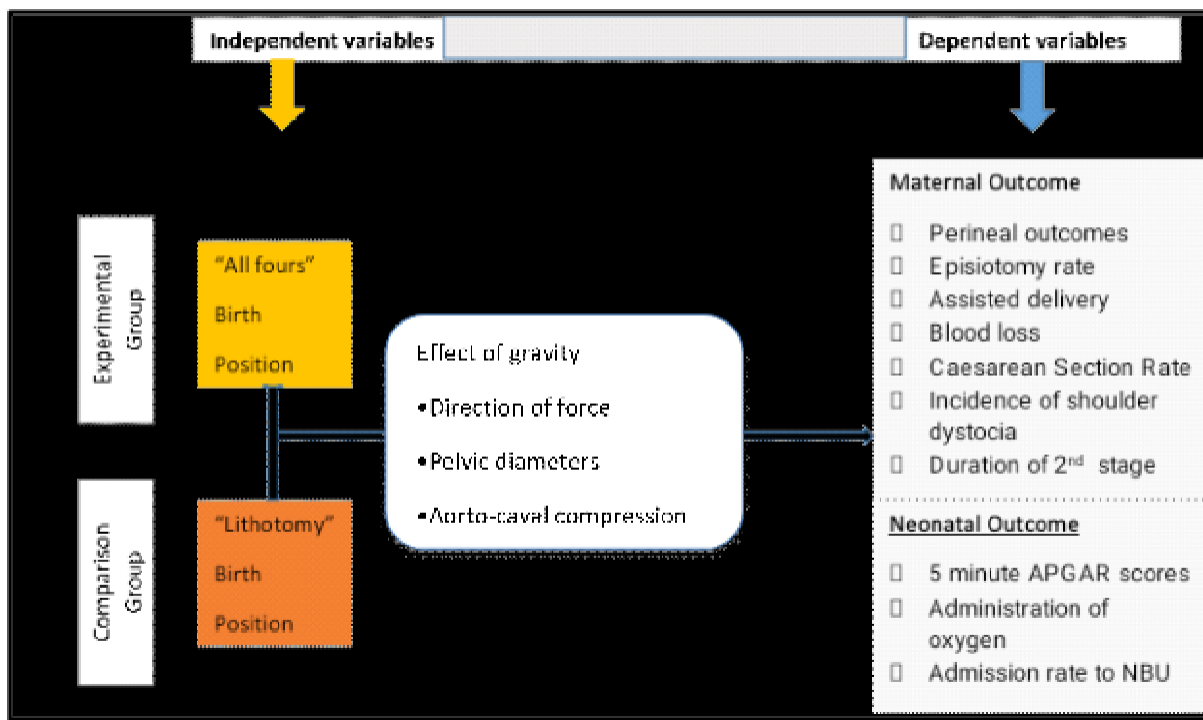 Independent variables
Dependent variables
Experimental
Group
"All fours"
Birth
Position
Comparison
Group
"Lithotomy"
Birth
Position
Effect of gravity
•Direction of force
•Pelvic diameters
•Aorto-caval compression
Maternal Outcome
Perineal outcomes
Episiotomy rate
Assisted delivery
Blood loss
Caesarean Section Rate
Incidence of shoulder
dystocia
Duration of 2nd stage
Neonatal Outcome
5 minute APGAR scores
Administration of
oxygen
Admission rate to NBU